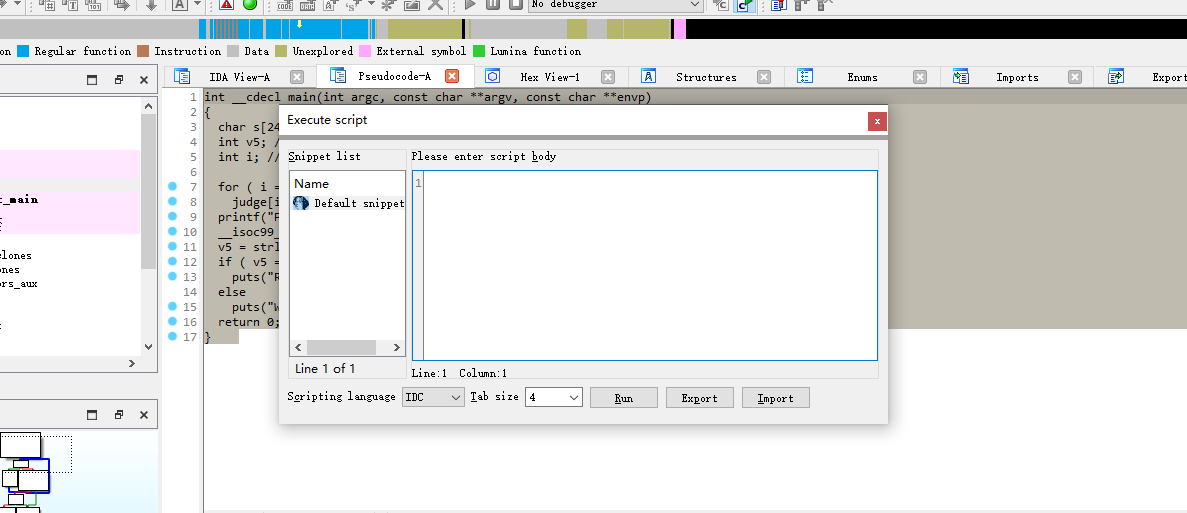 No debugger
on Regular function Instruction Data Unexplored External symbol Lumina function
IDA View-A Pseudocode-A Hex View-1 Structures Enums Imports Export
1 int __cdecl main(int argc, const char **argv, const char **envp)
2 {
3 char s[24
4 int v5; /
5 int i; //
6
7 for ( i =
8 judge[i
9 printf("P
10 __isoc99_
11 v5 = strl
12 if ( v5 =
13 puts("R
14 else
15 puts("W
16 return 0;
17 }
t_main
lones
ones
ors_aux
Execute script
x
Snippet list
Please enter script body
Name
Default snippet
1
Line 1 of 1
Line:1 Column:1
Scripting language IDC Tab size 4 Run Export Import